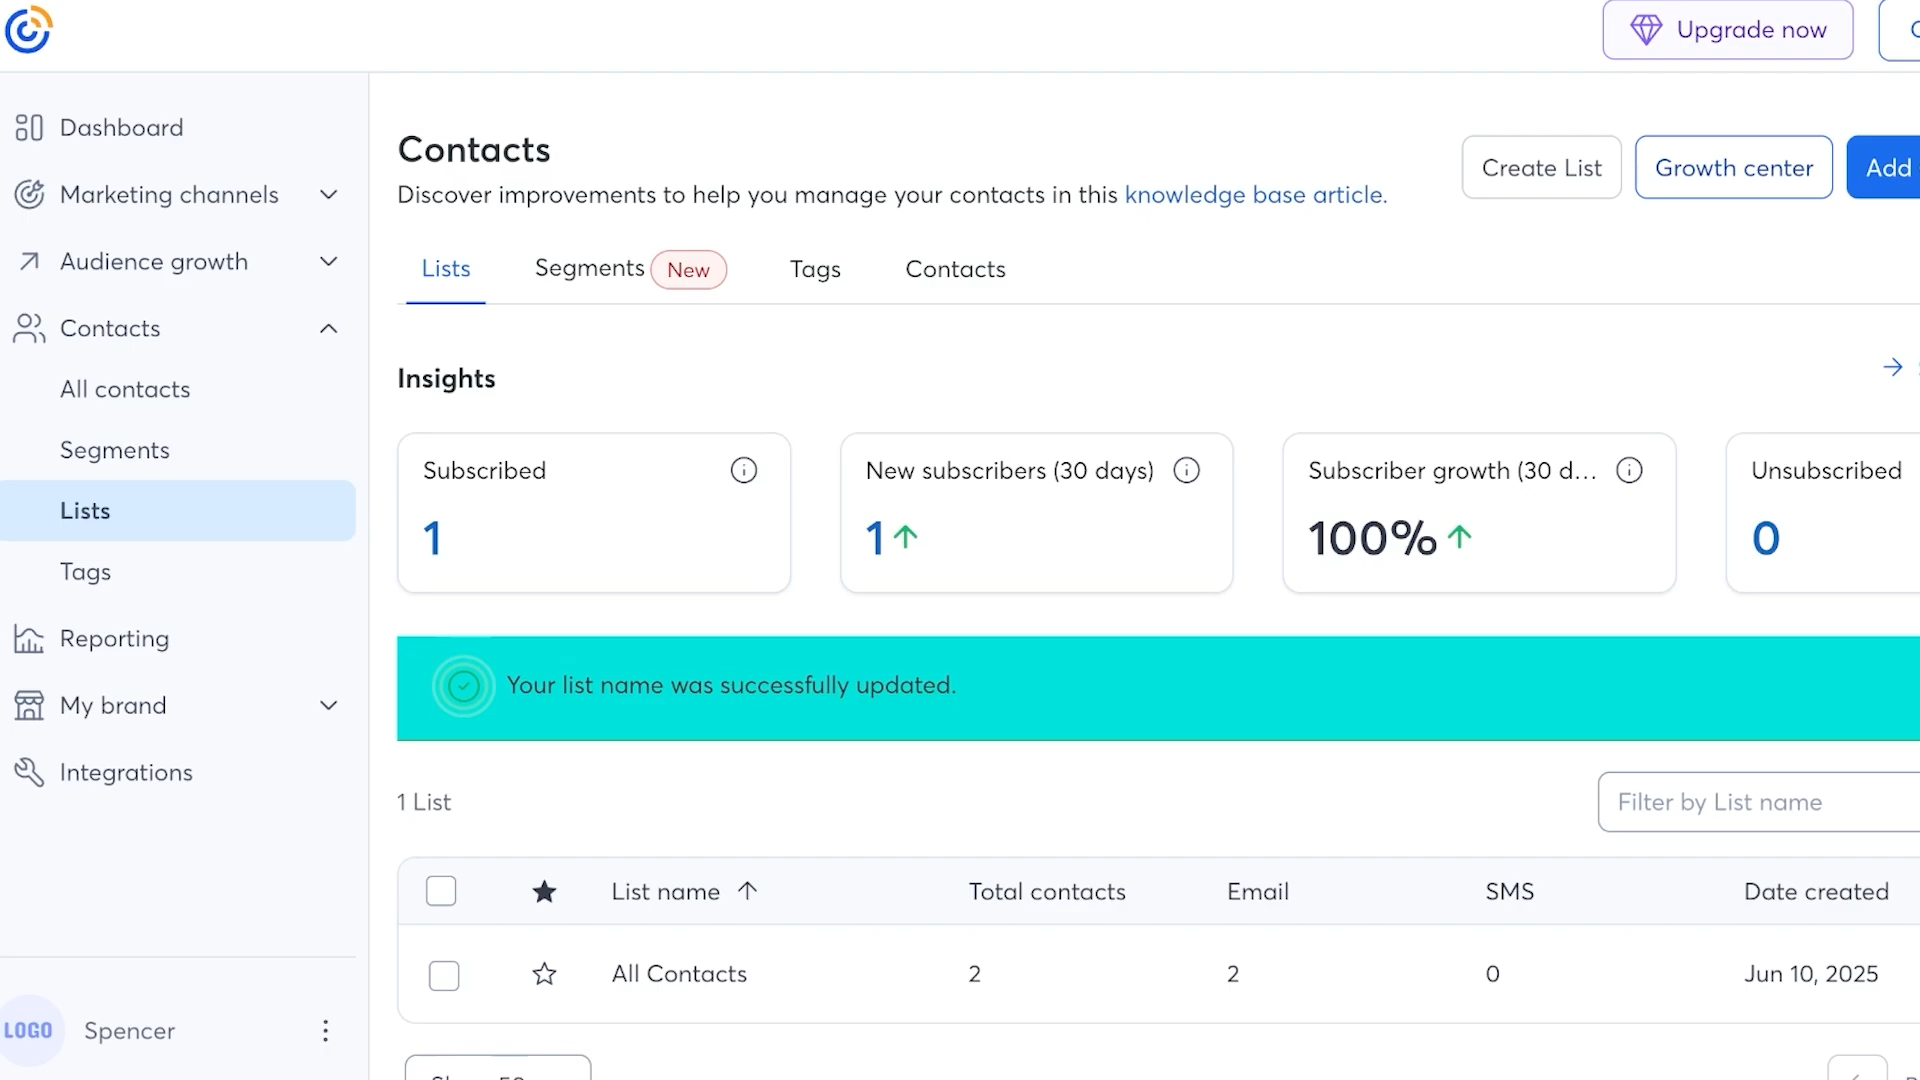 Upgrade now
Dashboard
Marketing channels
Audience growth
Contacts
All contacts
Segments
Lists
Tags
Reporting
My brand
Integrations
LOGO Spencer
Contacts
Discover improvements to help you manage your contacts in this knowledge base article.
Create List
Growth center
Add
Lists
Segments New
Tags
Contacts
Insights
Subscribed
1
New subscribers (30 days)
1
Subscriber growth (30 d...
100%
Unsubscribed
0
Your list name was successfully updated.
1 List
Filter by List name
List name Total contacts Email SMS Date created
All Contacts 2 2 0 Jun 10, 2025